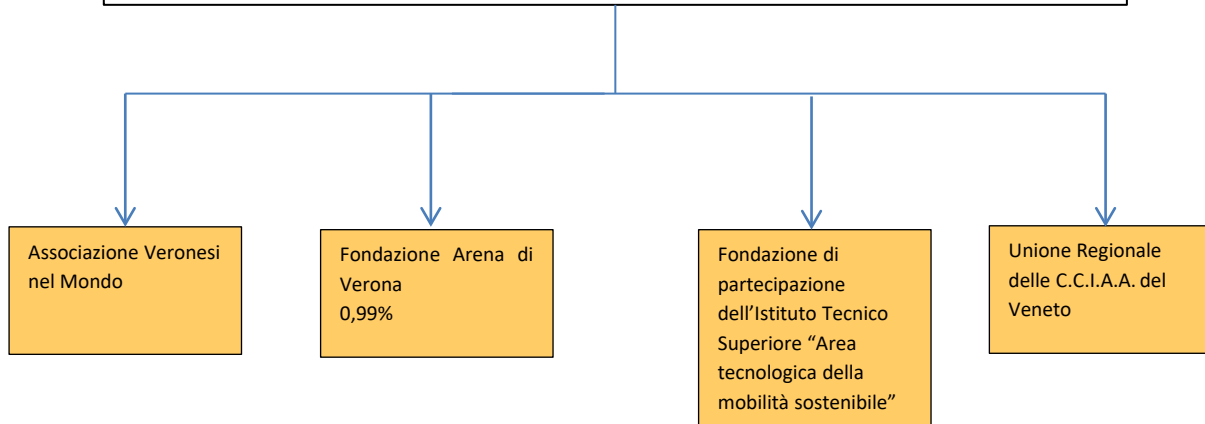 Associazione Veronesi
nel Mondo
Fondazione Arena di
Verona
0,99%
Fondazione di
partecipazione
dell’Istituto Tecnico
Superiore “Area
tecnologica della
mobilità sostenibile”
Unione Regionale
delle C.C.I.A.A. del
Veneto